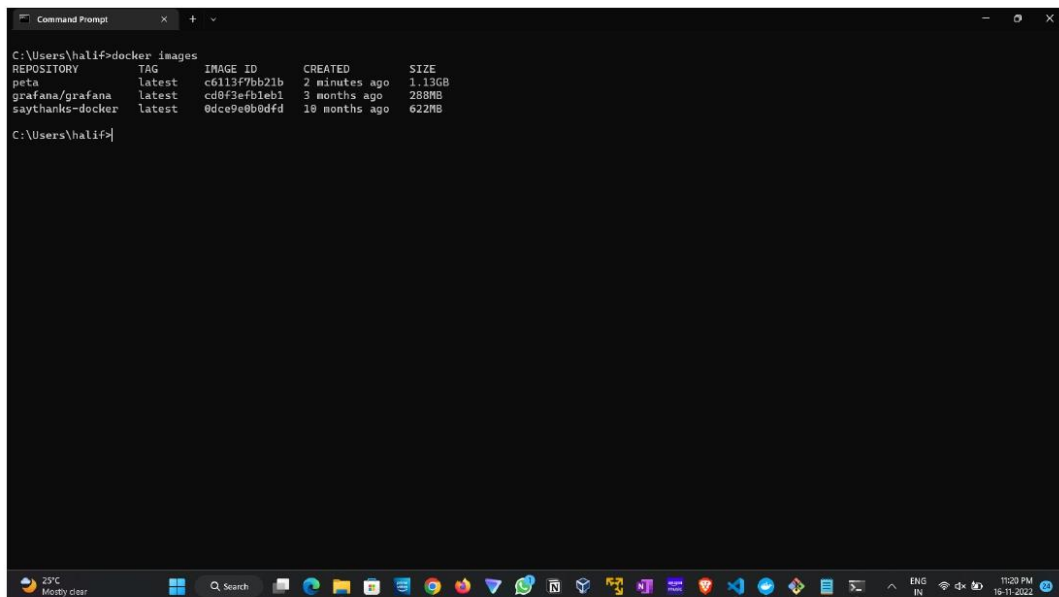 Command Prompt
C:\Users\halif>docker images
REPOSITORY TAG IMAGE ID CREATED SIZE
peta latest c6113f7bb21b 2 minutes ago 1.13GB
grafana/grafana latest cd0f3efb1eb1 3 months ago 288MB
saythanks-docker latest 0dce9e0b0dfd 10 months ago 622MB
C:\Users\halif>
25°C
Mostly clear
Search
ENG
IN
11:20 PM
16-11-2022
24